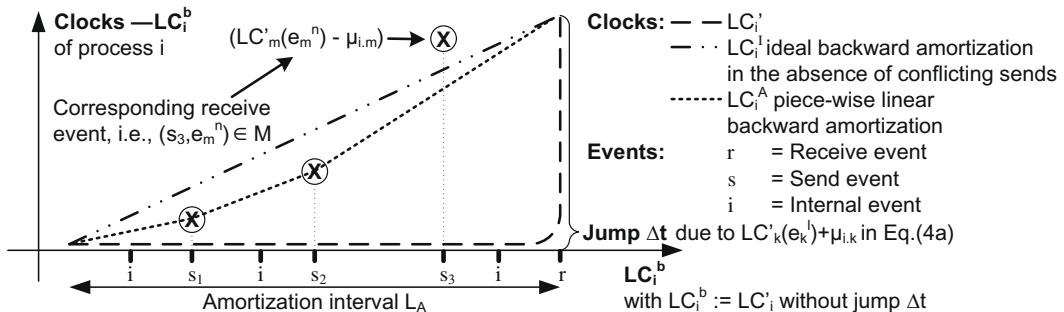 Clocks —LC_i^b
of process i
(LC'_m(e_m^n) - μ_i.m)
X
Corresponding receive
event, i.e., (s_3,e_m^n) ∈ M
X
X
i
s_1
i
s_2
s_3
i
r
Amortization interval L_A
Clocks:
LC_i'
LC_i^I ideal backward amortization
in the absence of conflicting sends
LC_i^A piece-wise linear
backward amortization
Events:
r = Receive event
s = Send event
i = Internal event
Jump Δt due to LC'_k(e_k^l)+μ_i.k in Eq.(4a)
LC_i^b
with LC_i^b := LC'_i without jump Δt